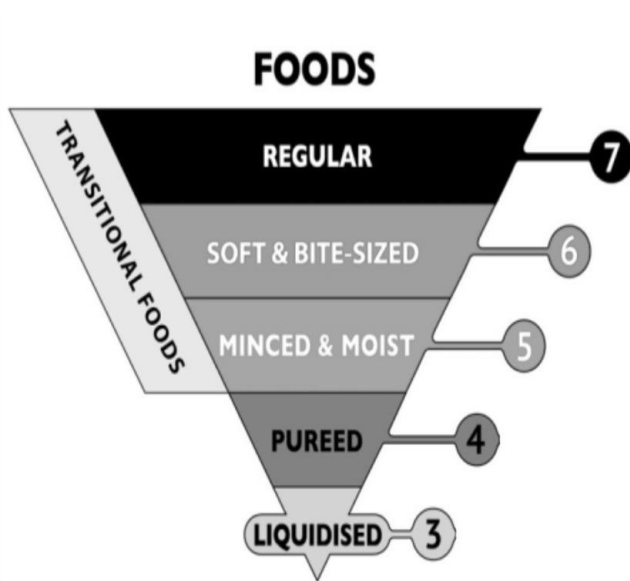 FOODS
TRANSITIONAL FOODS
REGULAR
7
SOFT & BITE-SIZED
6
MINCED & MOIST
5
PUREED
4
LIQUIDISED
3